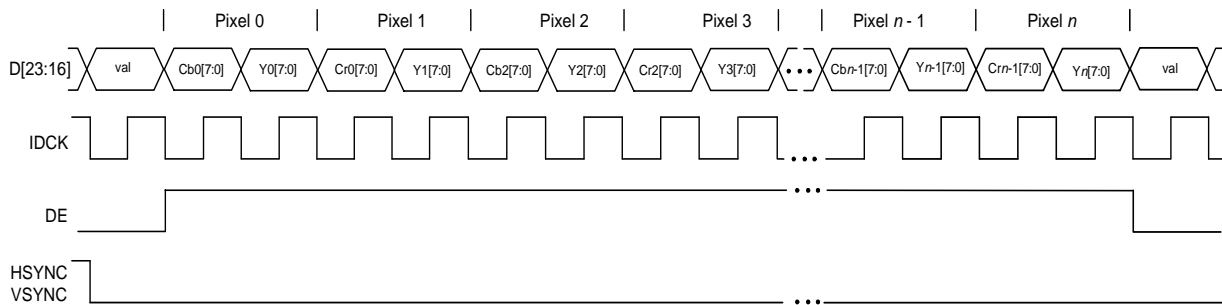 Pixel 0 Pixel 1 Pixel 2 Pixel 3 Pixel n - 1 Pixel n
D[23:16] val Cb0[7:0] Y0[7:0] Cr0[7:0] Y1[7:0] Cb2[7:0] Y2[7:0] Cr2[7:0] Y3[7:0] ... Cbn-1[7:0] Yn-1[7:0] Crn-1[7:0] Yn[7:0] val
IDCK ...
DE ...
HSYNC
VSYNC ...